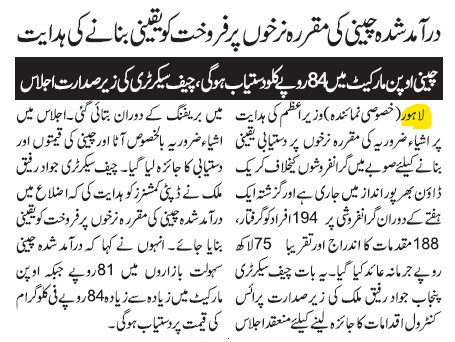 درآمد شدہ چینی کی مقررہ نرخوں پر فروخت کو یقینی بنانے کی ہدایت
چینی اوپن مارکیٹ میں 84 روپے کلو دستیاب ہوگی، چیف سیکرٹری کی زیر صدارت اجلاس
لاہور (خصوصی نمائندہ) وزیر اعظم کی ہدایت
پر اشیاء ضروریہ کی مقررہ نرخوں پر دستیابی یقینی
بنانے کیلئے صوبے میں گرانفروشوں کیخلاف کریک
ڈاؤن بھرپور انداز میں جاری ہے اور گزشتہ ایک
ہفتے کے دوران گرانفروشی پر 194 افراد کو گرفتار،
188 مقدمات کا اندراج اور تقریبا 75 لاکھ
روپے جرمانہ عائد کیا گیا۔ یہ بات چیف سیکرٹری
پنجاب جواد رفیق ملک کی زیر صدارت پرائس
کنٹرول اقدامات کا جائزہ لینے کیلئے منعقدہ اجلاس
میں بریفنگ کے دوران بتائی گئی۔ اجلاس میں
اشیاء ضروریہ بالخصوص آٹا اور چینی کی قیمتوں اور
دستیابی کا جائزہ لیا گیا۔ چیف سیکرٹری جواد رفیق
ملک نے ڈپٹی کمشنرز کو ہدایت کی کہ اضلاع میں
درآمد شدہ چینی کی مقررہ نرخوں پر فروخت کو یقینی
بنایا جائے۔ انہوں نے کہا کہ درآمد شدہ چینی
سہولت بازاروں میں 81 روپے جبکہ اوپن
مارکیٹ میں زیادہ سے زیادہ 84 روپے فی کلوگرام
کی قیمت پر دستیاب ہوگی۔